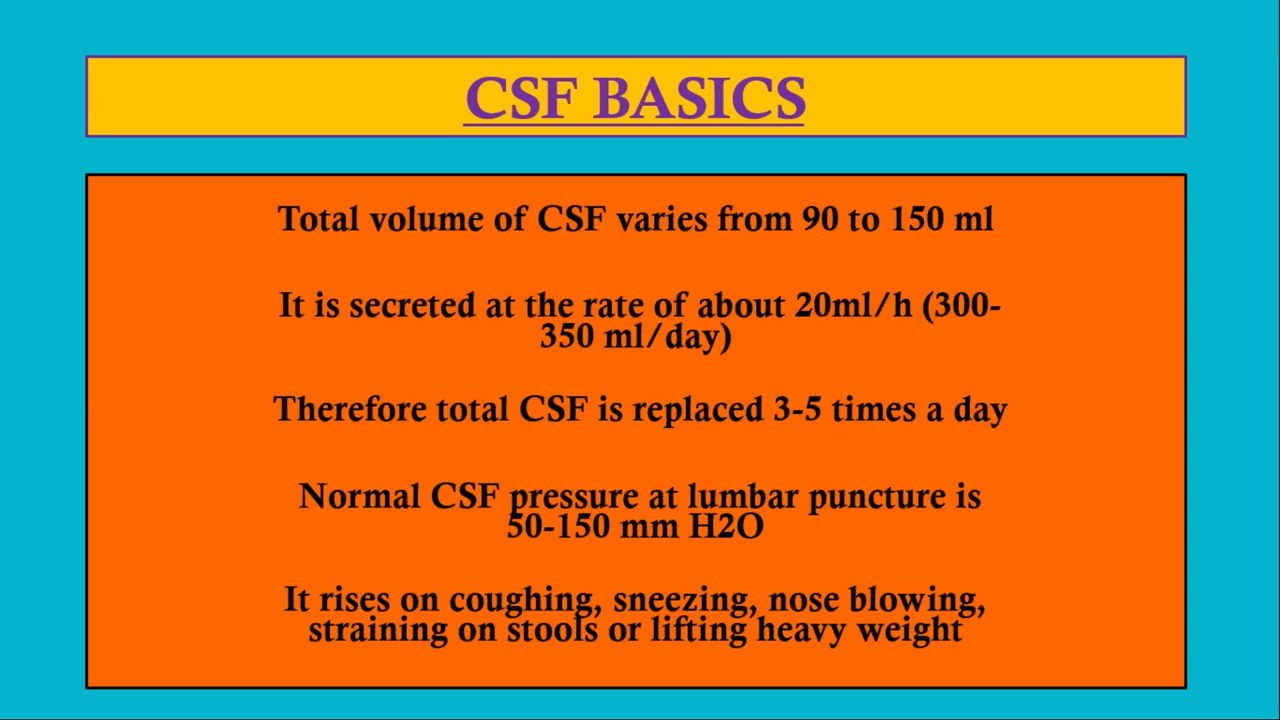 CSF BASICS
Total volume of CSF varies from 90 to 150 ml
It is secreted at the rate of about 20ml/h (300-
350 ml/day)
Therefore total CSF is replaced 3-5 times a day
Normal CSF pressure at lumbar puncture is
50-150 mm H2O
It rises on coughing, sneezing, nose blowing,
straining on stools or lifting heavy weight